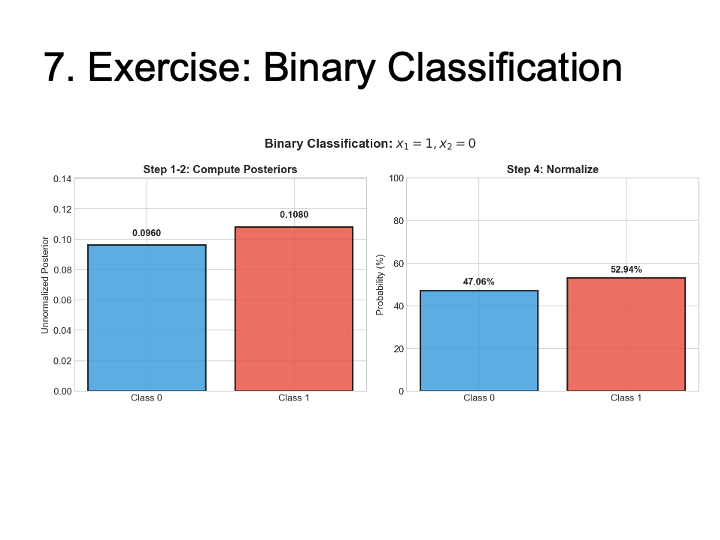 7. Exercise: Binary Classification
Binary Classification: x₁ = 1, x₂ = 0
Step 1-2: Compute Posteriors
Unnormalized Posterior
0.14
0.12
0.10
0.08
0.06
0.04
0.02
0.00
0.0960
0.1080
Class 0
Class 1
Step 4: Normalize
Probability (%)
100
80
60
40
20
0
47.06%
52.94%
Class 0
Class 1